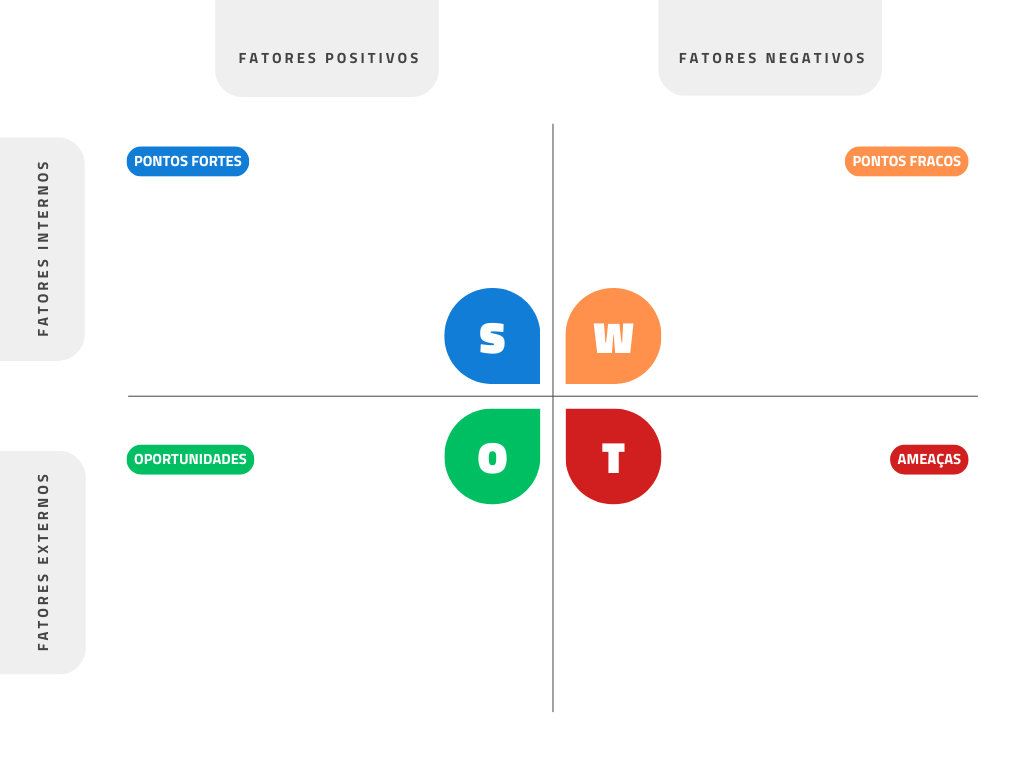 FATORES POSITIVOS
FATORES NEGATIVOS
FATORES INTERNOS
PONTOS FORTES
PONTOS FRACOS
S
W
FATORES EXTERNOS
OPORTUNIDADES
AMEAÇAS
O
T